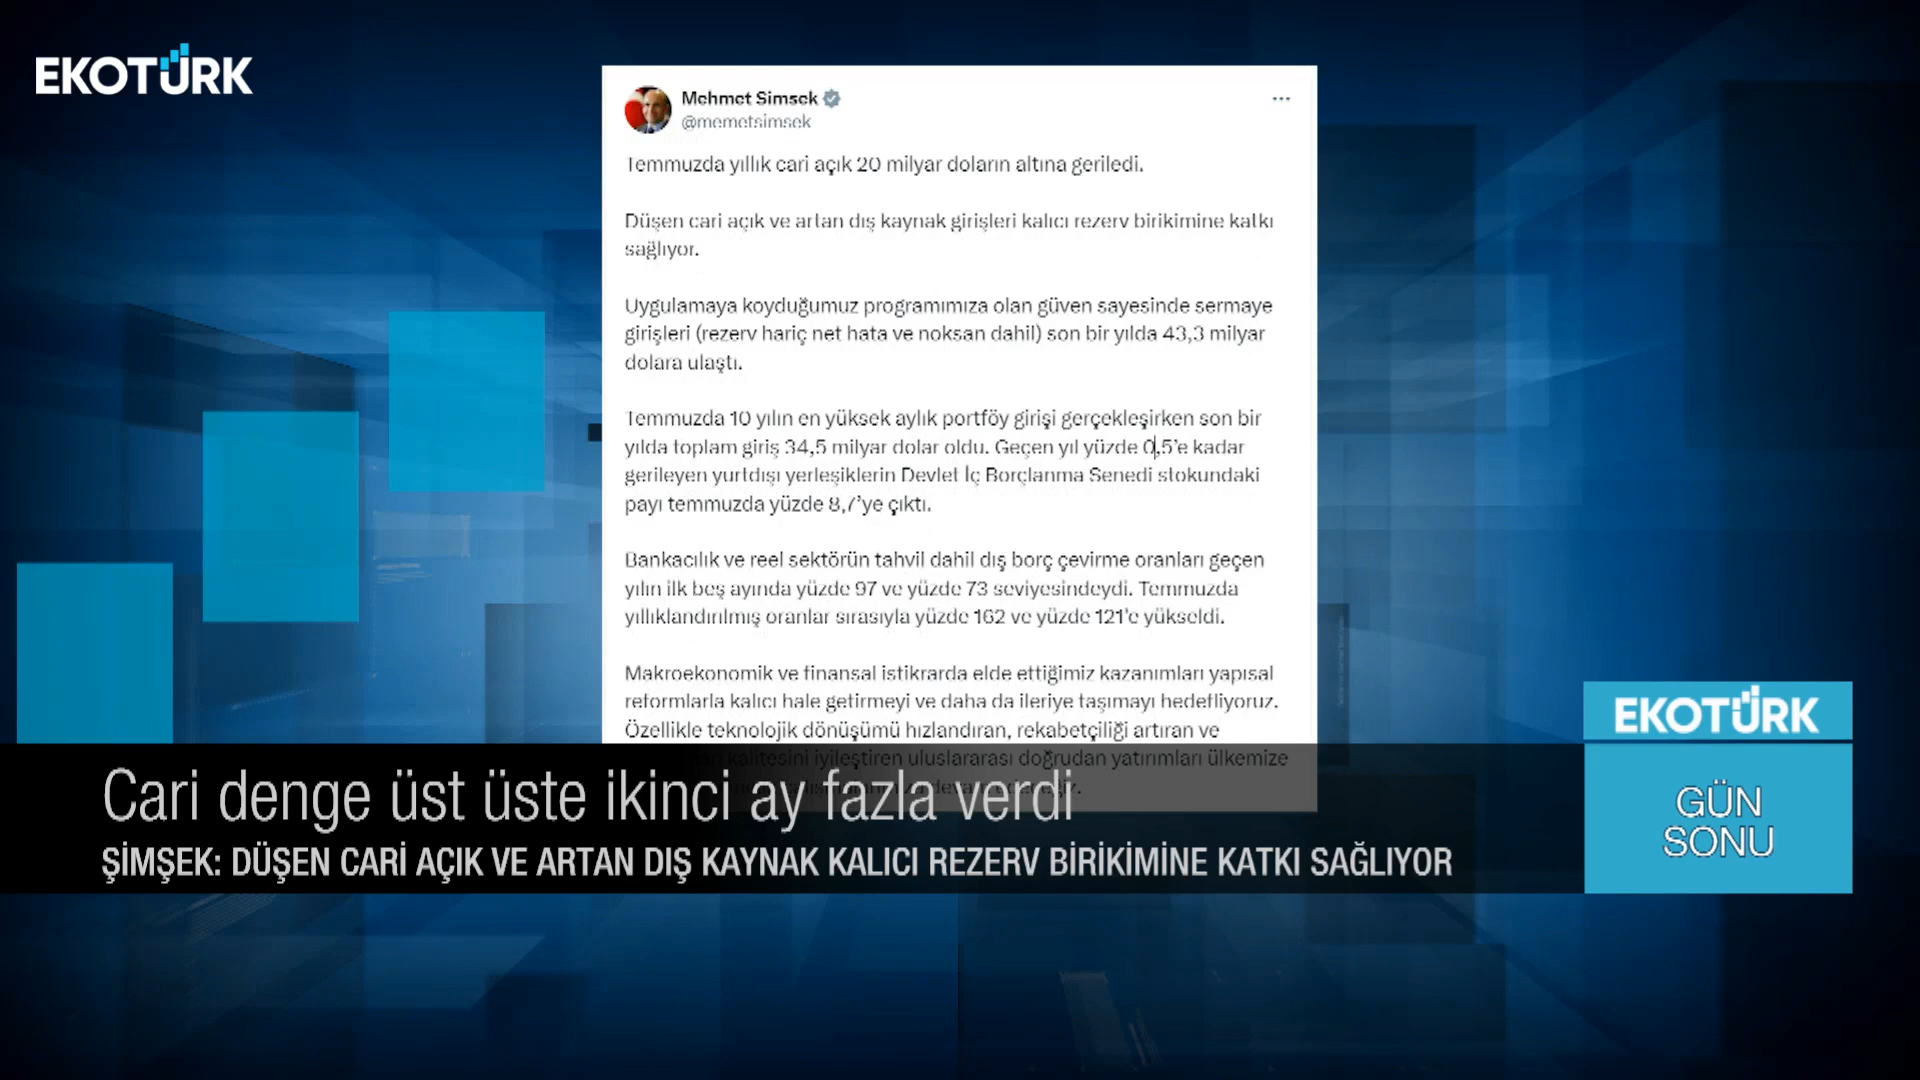 EKOTÜRK
Mehmet Simsek
@memetsimsek
Temmuzda yıllık cari açık 20 milyar doların altına geriledi.
Düşen cari açık ve artan dış kaynak girişleri kalıcı rezerv birikimine katkı
sağlıyor.
Uygulamaya koyduğumuz programımıza olan güven sayesinde sermaye
girişleri (rezerv hariç net hata ve noksan dahil) son bir yılda 43,3 milyar
dolara ulaştı.
Temmuzda 10 yılın en yüksek aylık portföy girişi gerçekleşirken son bir
yılda toplam giriş 34,5 milyar dolar oldu. Geçen yıl yüzde 0,5’e kadar
gerileyen yurtdışı yerleşiklerin Devlet İç Borçlanma Senedi stokundaki
payı temmuzda yüzde 8,7’ye çıktı.
Bankacılık ve reel sektörün tahvil dahil dış borç çevirme oranları geçen
yılın ilk beş ayında yüzde 97 ve yüzde 73 seviyesindeydi. Temmuzda
yıllıklandırılmış oranlar sırasıyla yüzde 162 ve yüzde 121’e yükseldi.
Makroekonomik ve finansal istikrarda elde ettiğimiz kazanımları yapısal
reformlarla kalıcı hale getirmeyi ve daha da ileriye taşımayı hedefliyoruz.
Özellikle teknolojik dönüşümü hızlandıran, rekabetçiliği artıran ve
kalitesini iyileştiren uluslararası doğrudan yatırımları ülkemize
EKOTÜRK
Cari denge üst üste ikinci ay fazla verdi
ŞİMŞEK: DÜŞEN CARİ AÇIK VE ARTAN DIŞ KAYNAK KALICI REZERV BİRİKİMİNE KATKI SAĞLIYOR
GÜN
SONU